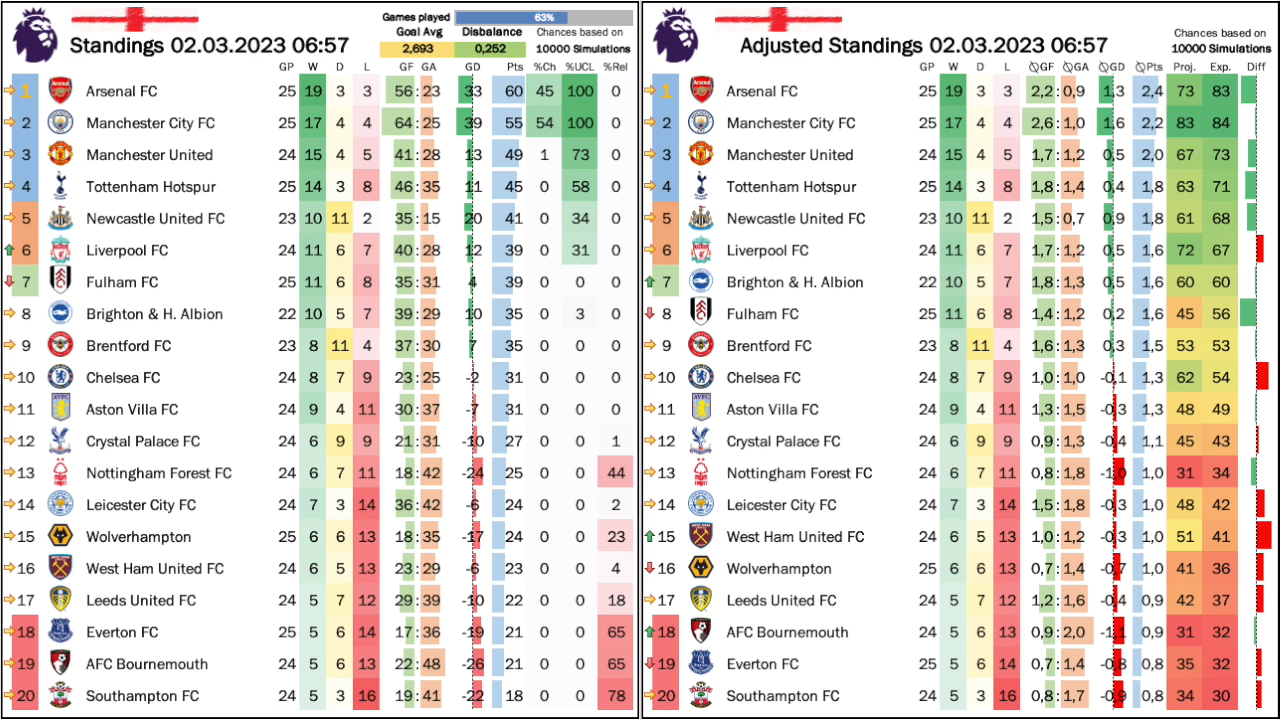 Games played 63%
Goal Avg Disbalance Chances based on
Standings 02.03.2023 06:57 2,693 0,252 10000 Simulations
GP W D L GF GA GD Pts %Ch %UCL %Rel
1 Arsenal FC 25 19 3 3 56:23 33 60 45 100 0
2 Manchester City FC 25 17 4 4 64:25 39 55 54 100 0
3 Manchester United 24 15 4 5 41:28 13 49 1 73 0
4 Tottenham Hotspur 25 14 3 8 46:35 11 45 0 58 0
5 Newcastle United FC 23 10 11 2 35:15 20 41 0 34 0
6 Liverpool FC 24 11 6 7 40:28 12 39 0 31 0
7 Fulham FC 25 11 6 8 35:31 4 39 0 0 0
8 Brighton & H. Albion 22 10 5 7 39:29 10 35 0 3 0
9 Brentford FC 23 8 11 4 37:30 7 35 0 0 0
10 Chelsea FC 24 8 7 9 23:25 -2 31 0 0 0
11 Aston Villa FC 24 9 4 11 30:37 -7 31 0 0 0
12 Crystal Palace FC 24 6 9 9 21:31 -10 27 0 0 1
13 Nottingham Forest FC 24 6 7 11 18:42 -24 25 0 0 44
14 Leicester City FC 24 7 3 14 36:42 -6 24 0 0 2
15 Wolverhampton 25 6 6 13 18:35 -17 24 0 0 23
16 West Ham United FC 24 6 5 13 23:29 -6 23 0 0 4
17 Leeds United FC 24 5 7 12 29:39 -10 22 0 0 18
18 Everton FC 25 5 6 14 17:36 -19 21 0 0 65
19 AFC Bournemouth 24 5 6 13 22:48 -26 21 0 0 65
20 Southampton FC 24 5 3 16 19:41 -22 18 0 0 78
Chances based on
Adjusted Standings 02.03.2023 06:57 10000 Simulations
GP W D L ∅GF ∅GA ∅GD ∅Pts Proj. Exp. Diff
1 Arsenal FC 25 19 3 3 2,2:0,9 1,3 2,4 73 83
2 Manchester City FC 25 17 4 4 2,6:1,0 1,6 2,2 83 84
3 Manchester United 24 15 4 5 1,7:1,2 0,5 2,0 67 73
4 Tottenham Hotspur 25 14 3 8 1,8:1,4 0,4 1,8 63 71
5 Newcastle United FC 23 10 11 2 1,5:0,7 0,9 1,8 61 68
6 Liverpool FC 24 11 6 7 1,7:1,2 0,5 1,6 72 67
7 Brighton & H. Albion 22 10 5 7 1,8:1,3 0,5 1,6 60 60
8 Fulham FC 25 11 6 8 1,4:1,2 0,2 1,6 45 56
9 Brentford FC 23 8 11 4 1,6:1,3 0,3 1,5 53 53
10 Chelsea FC 24 8 7 9 1,0:1,0 -0,1 1,3 62 54
11 Aston Villa FC 24 9 4 11 1,3:1,5 -0,3 1,3 48 49
12 Crystal Palace FC 24 6 9 9 0,9:1,3 -0,4 1,1 45 43
13 Nottingham Forest FC 24 6 7 11 0,8:1,8 -1,0 1,0 31 34
14 Leicester City FC 24 7 3 14 1,5:1,8 -0,3 1,0 48 42
15 West Ham United FC 24 6 5 13 1,0:1,2 -0,3 1,0 51 41
16 Wolverhampton 25 6 6 13 0,7:1,4 -0,7 1,0 41 36
17 Leeds United FC 24 5 7 12 1,2:1,6 -0,4 0,9 42 37
18 AFC Bournemouth 24 5 6 13 0,9:2,0 -1,1 0,9 31 32
19 Everton FC 25 5 6 14 0,7:1,4 -0,8 0,8 35 32
20 Southampton FC 24 5 3 16 0,8:1,7 -0,9 0,8 34 30